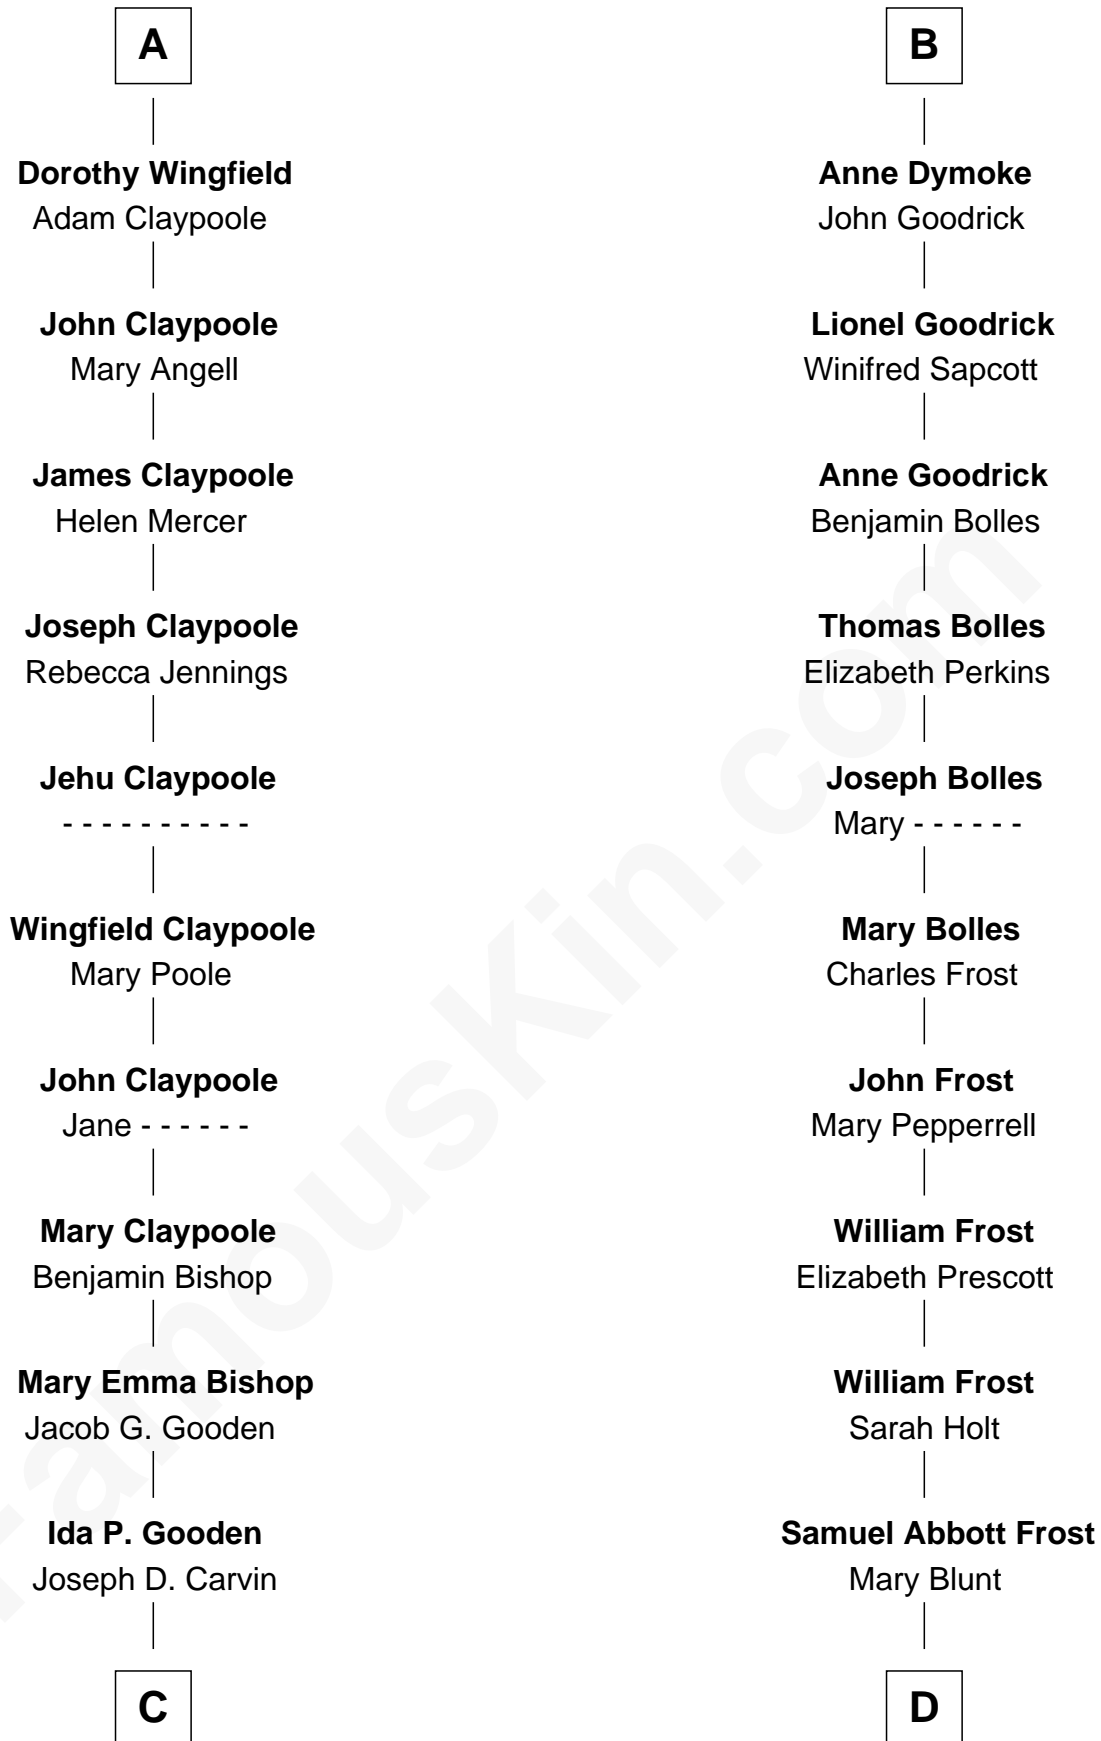 A
Dorothy Wingfield
Adam Claypoole
John Claypoole
Mary Angell
James Claypoole
Helen Mercer
Joseph Claypoole
Rebecca Jennings
Jehu Claypoole
- - - - - - - - - -
Wingfield Claypoole
Mary Poole
John Claypoole
Jane - - - - - -
Mary Claypoole
Benjamin Bishop
Mary Emma Bishop
Jacob G. Gooden
Ida P. Gooden
Joseph D. Carvin
C
B
Anne Dymoke
John Goodrick
Lionel Goodrick
Winifred Sapcott
Anne Goodrick
Benjamin Bolles
Thomas Bolles
Elizabeth Perkins
Joseph Bolles
Mary - - - - - -
Mary Bolles
Charles Frost
John Frost
Mary Pepperrell
William Frost
Elizabeth Prescott
William Frost
Sarah Holt
Samuel Abbott Frost
Mary Blunt
D
FamousKin.com